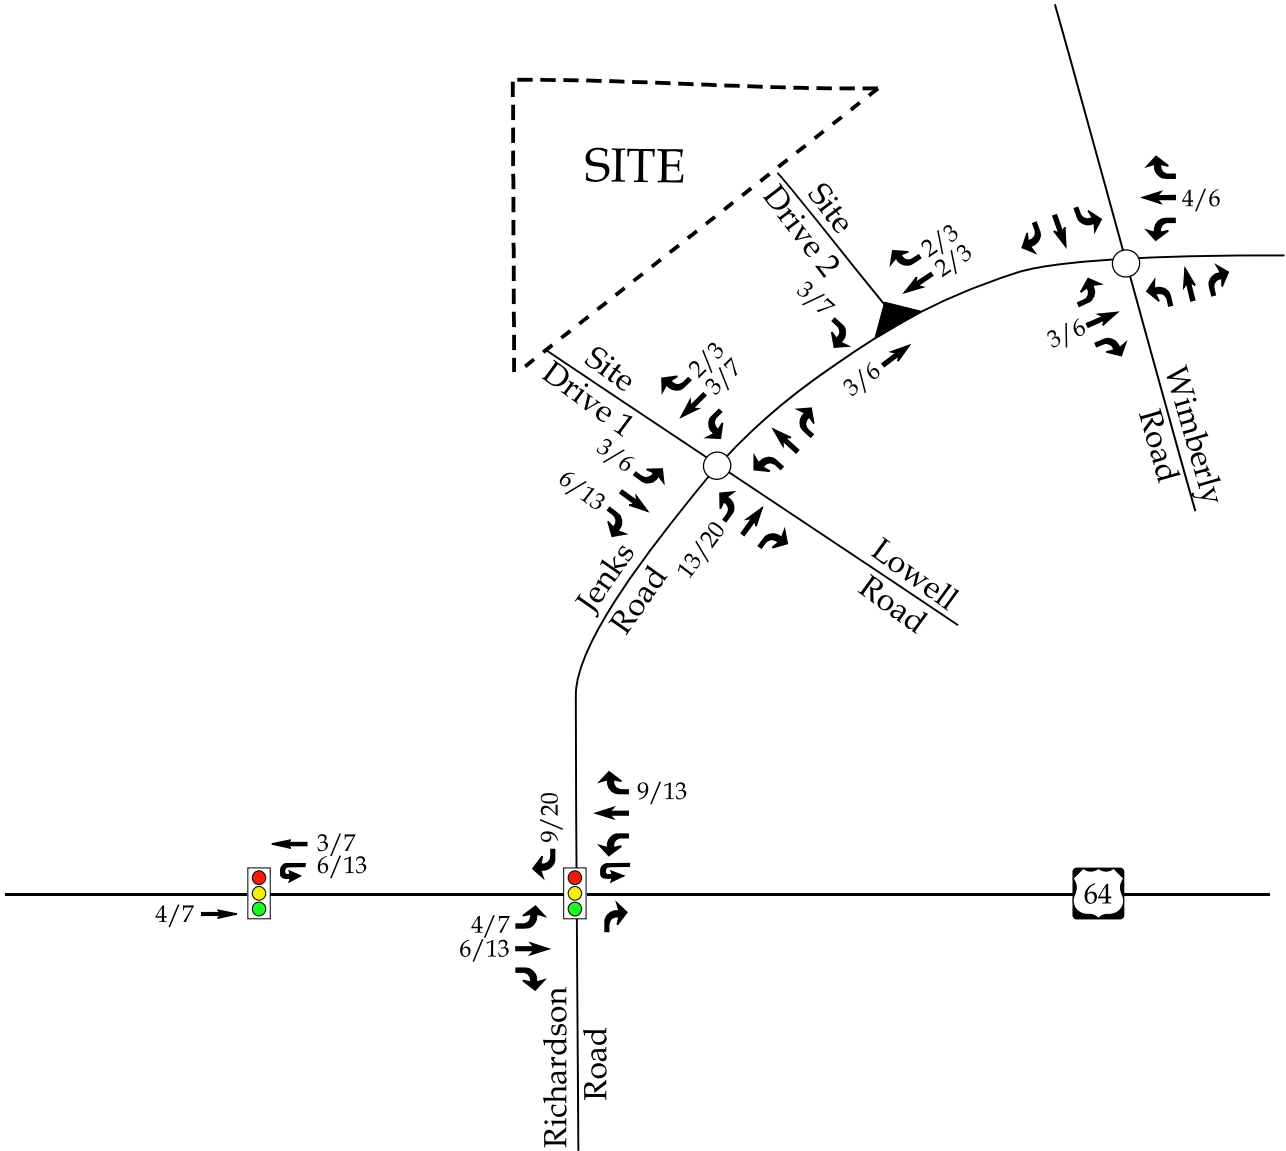 SITE
Site
Drive 2
4/6
2/3
2/3
3/7
3/6
3/6
Site
Drive 1
2/3
3/7
Wimberly
Road
3/6
6/13
13/20
Jenks
Road
Lowell
Road
9/20
9/13
3/7
6/13
4/7
64
4/7
6/13
Richardson
Road